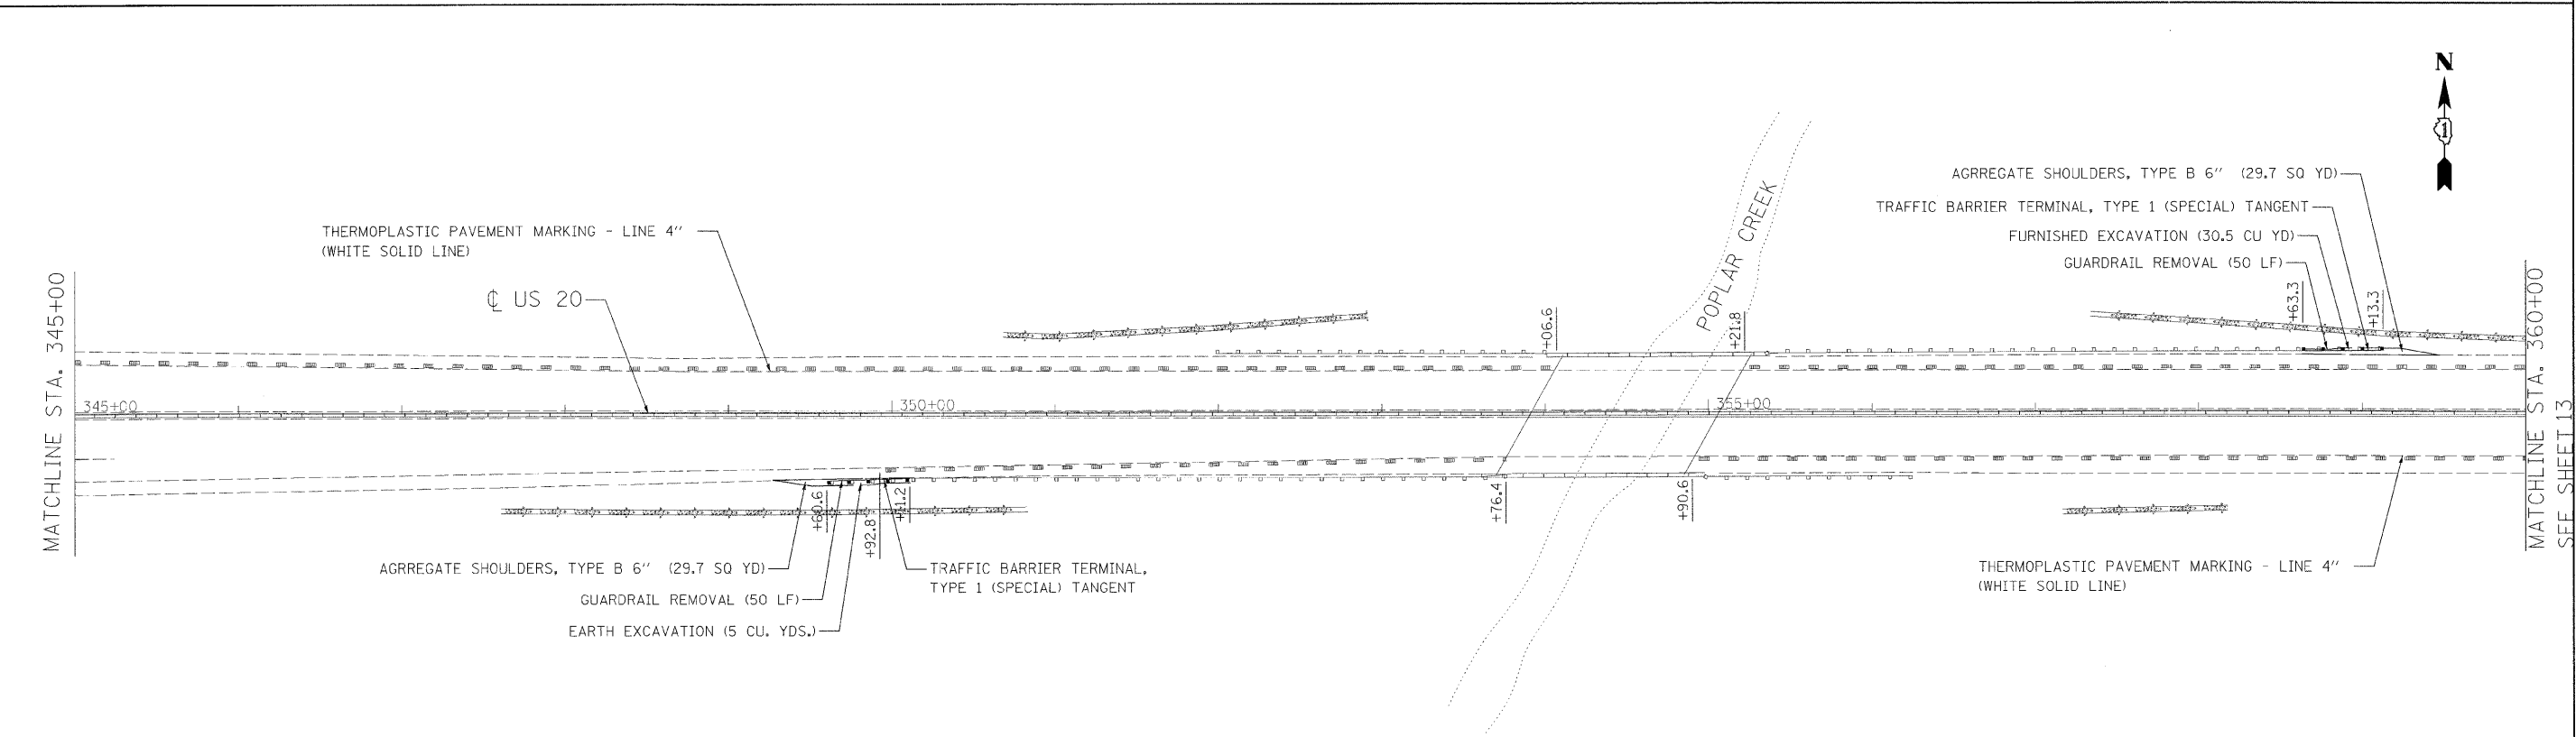 N
1
AGRREGATE SHOULDERS, TYPE B 6" (29.7 SQ YD)
TRAFFIC BARRIER TERMINAL, TYPE 1 (SPECIAL) TANGENT
FURNISHED EXCAVATION (30.5 CU YD)
GUARDRAIL REMOVAL (50 LF)
THERMOPLASTIC PAVEMENT MARKING - LINE 4"
(WHITE SOLID LINE)
℄ US 20
POPLAR CREEK
+06.6
+21.8
+63.3
+13.3
MATCHLINE STA. 345+00
345+00
350+00
355+00
MATCHLINE STA. 360+00
SEE SHEET 13
+60.6
+92.8
+11.2
+76.4
+90.6
AGRREGATE SHOULDERS, TYPE B 6" (29.7 SQ YD)
GUARDRAIL REMOVAL (50 LF)
EARTH EXCAVATION (5 CU. YDS.)
TRAFFIC BARRIER TERMINAL,
TYPE 1 (SPECIAL) TANGENT
THERMOPLASTIC PAVEMENT MARKING - LINE 4"
(WHITE SOLID LINE)